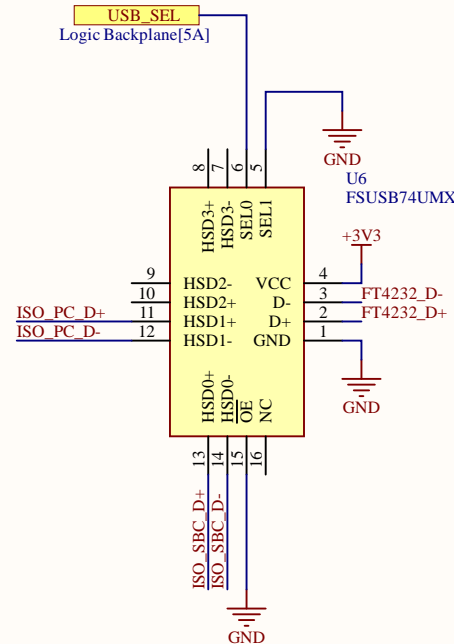 USB_SEL
Logic Backplane[5A]
GND
U6
FSUSB74UMX
8
7
6
5
HSD3+
HSD3-
SEL0
SEL1
+3V3
9
HSD2-
VCC
4
10
HSD2+
D-
3
FT4232_D-
ISO_PC_D+
11
HSD1+
D+
2
FT4232_D+
ISO_PC_D-
12
HSD1-
GND
1
HSD0+
HSD0-
OE
NC
GND
13
14
15
16
ISO_SBC_D+
ISO_SBC_D-
GND